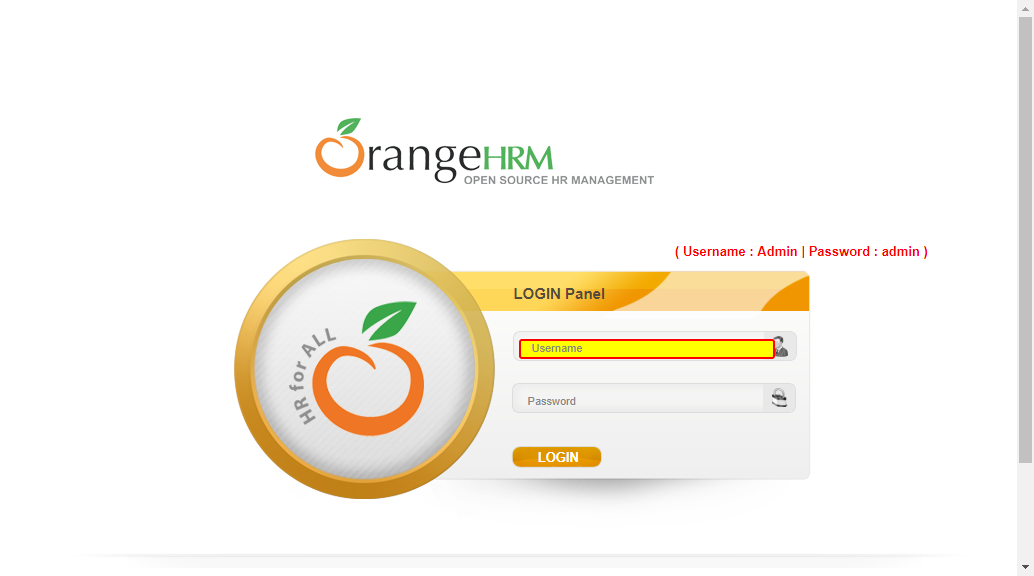 OrangeHRM
OPEN SOURCE HR MANAGEMENT
( Username : Admin | Password : admin )
LOGIN Panel
HR for ALL
Username
Password
LOGIN